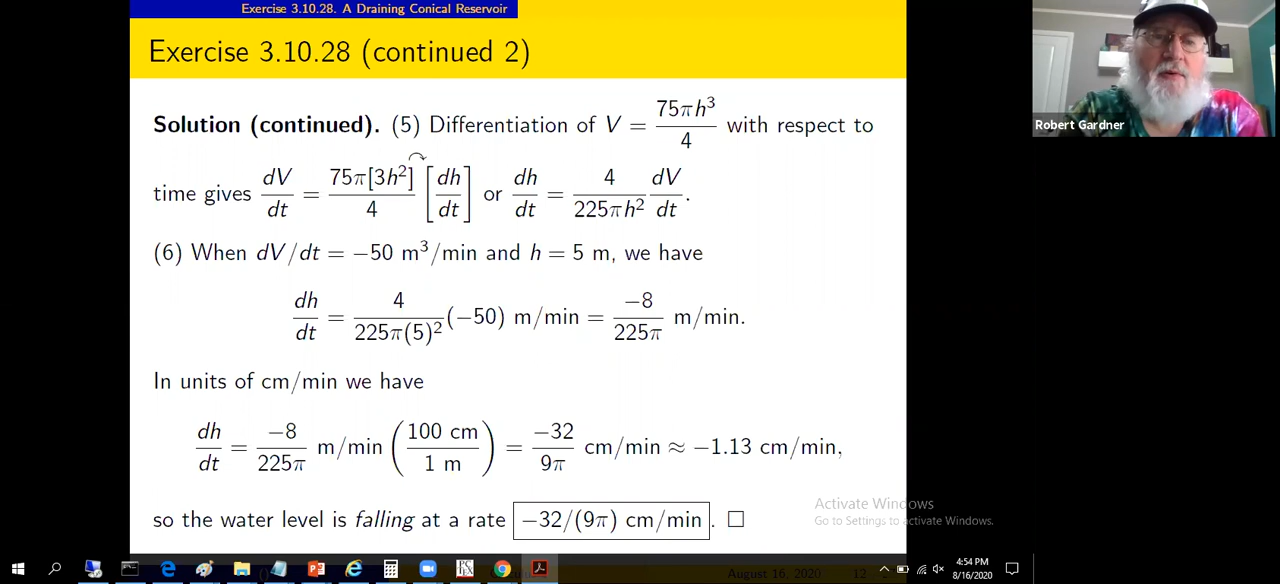 Exercise 3.10.28. A Draining Conical Reservoir
Exercise 3.10.28 (continued 2)
Robert Gardner
Solution (continued). (5) Differentiation of V = 75πh³/4 with respect to
time gives dV/dt = 75π[3h²]/4 [dh/dt] or dh/dt = 4/(225πh²) dV/dt.
(6) When dV/dt = −50 m³/min and h = 5 m, we have
dh/dt = 4/(225π(5)²) (−50) m/min = −8/(225π) m/min.
In units of cm/min we have
dh/dt = −8/(225π) m/min (100 cm/1 m) = −32/(9π) cm/min ≈ −1.13 cm/min,
so the water level is falling at a rate −32/(9π) cm/min . □
Activate Windows
Go to Settings to activate Windows.
August 16, 2020
4:54 PM
8/16/2020